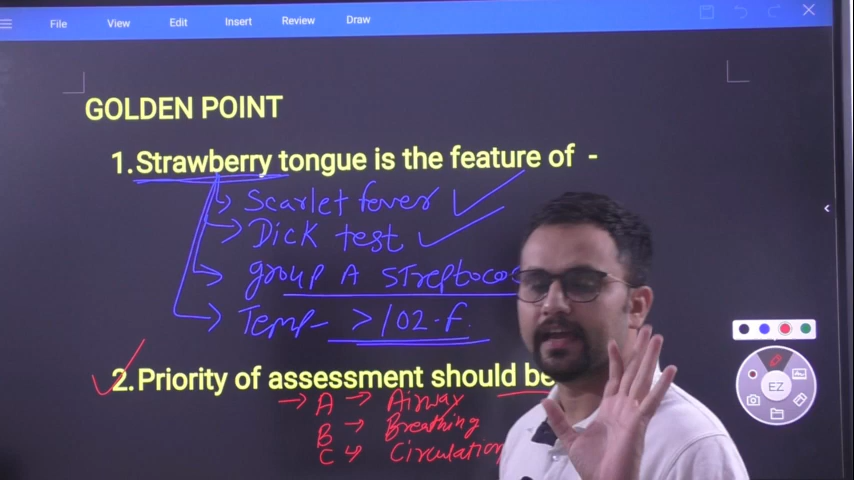 File View Edit Insert Review Draw
GOLDEN POINT
1.Strawberry tongue is the feature of -
Scarlet fever
Dick test
group A Streptococ
Temp- >102·f
2.Priority of assessment should be
A → Airway
B → Breathing
C → Circulation
EZ